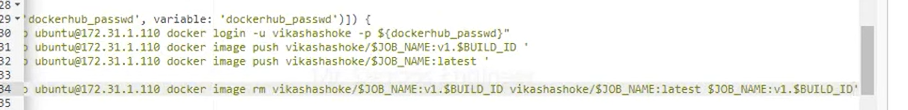 28
29 'dockerhub_passwd', variable: 'dockerhub_passwd')]) {
30 o ubuntu@172.31.1.110 docker login -u vikashashoke -p ${dockerhub_passwd}"
31 o ubuntu@172.31.1.110 docker image push vikashashoke/$JOB_NAME:v1.$BUILD_ID '
32 o ubuntu@172.31.1.110 docker image push vikashashoke/$JOB_NAME:latest '
33
34 o ubuntu@172.31.1.110 docker image rm vikashashoke/$JOB_NAME:v1.$BUILD_ID vikashashoke/$JOB_NAME:latest $JOB_NAME:v1.$BUILD_ID'
35